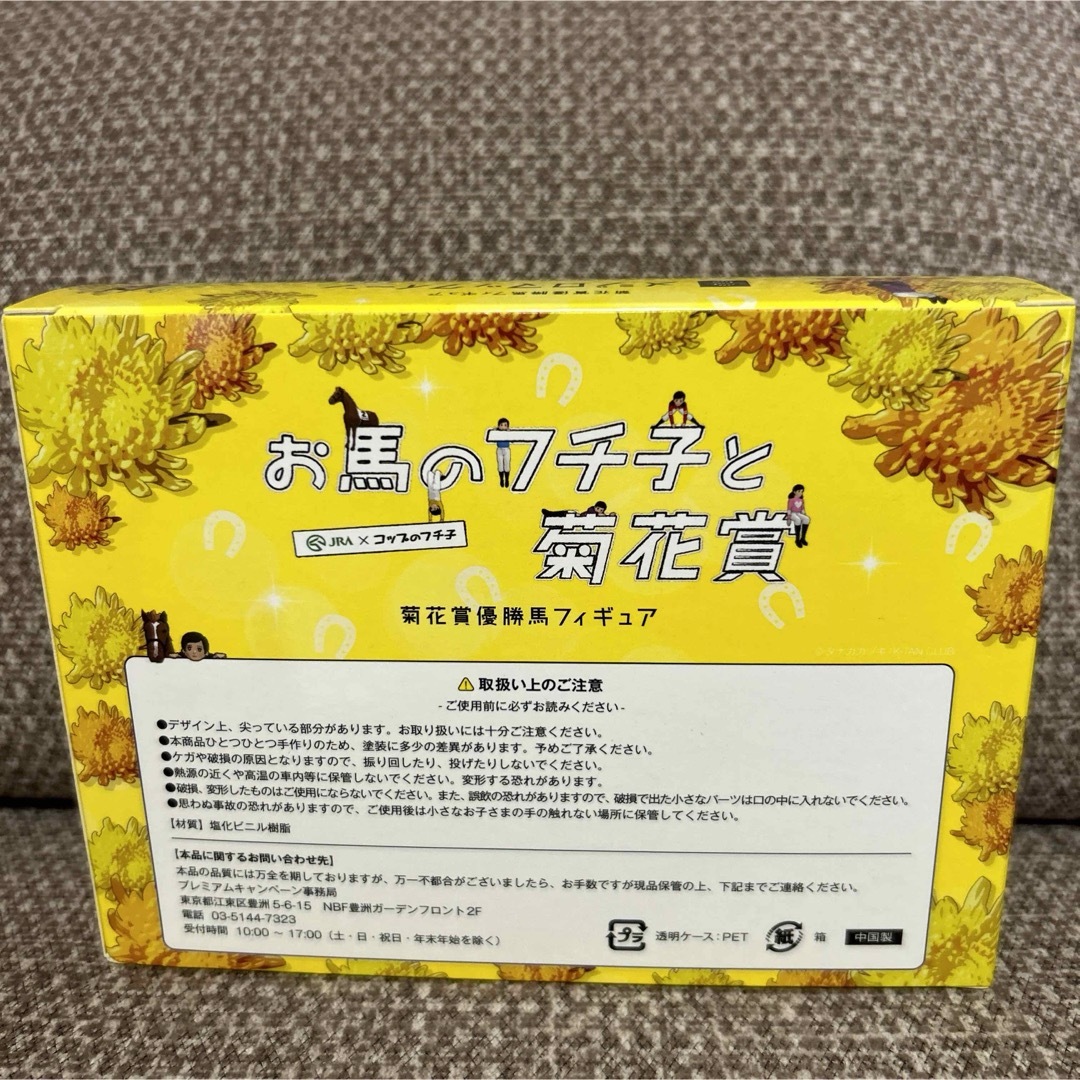 菊花賞優勝馬フィギュア
お馬のフチ子と
JRA × コップのフチ子
菊花賞
菊花賞優勝馬フィギュア
取扱い上のご注意
- ご使用前に必ずお読みください -
●デザイン上、尖っている部分があります。お取り扱いには十分ご注意ください。
●本商品ひとつひとつ手作りのため、塗装に多少の差異があります。予めご了承ください。
●ケガや破損の原因となりますので、振り回したり、投げたりしないでください。
●熱源の近くや高温の車内等に保管しないでください。変形する恐れがあります。
●破損、変形したものはご使用にならないでください。また、誤飲の恐れがありますので、破損で出た小さなパーツは口の中に入れないでください。
●思わぬ事故の恐れがありますので、ご使用後は小さなお子さまの手の触れない場所に保管してください。
【材質】塩化ビニル樹脂
【本品に関するお問い合わせ先】
本品の品質には万全を期しておりますが、万一不都合がございましたら、お手数ですが現品保管の上、下記までご連絡ください。
プレミアムキャンペーン事務局
東京都江東区豊洲 5-6-15 NBF豊洲ガーデンフロント2F
電話 03-5144-7323
受付時間 10:00 ～ 17:00（土・日・祝日・年末年始を除く）
プラ 透明ケース：PET 紙 箱 中国製